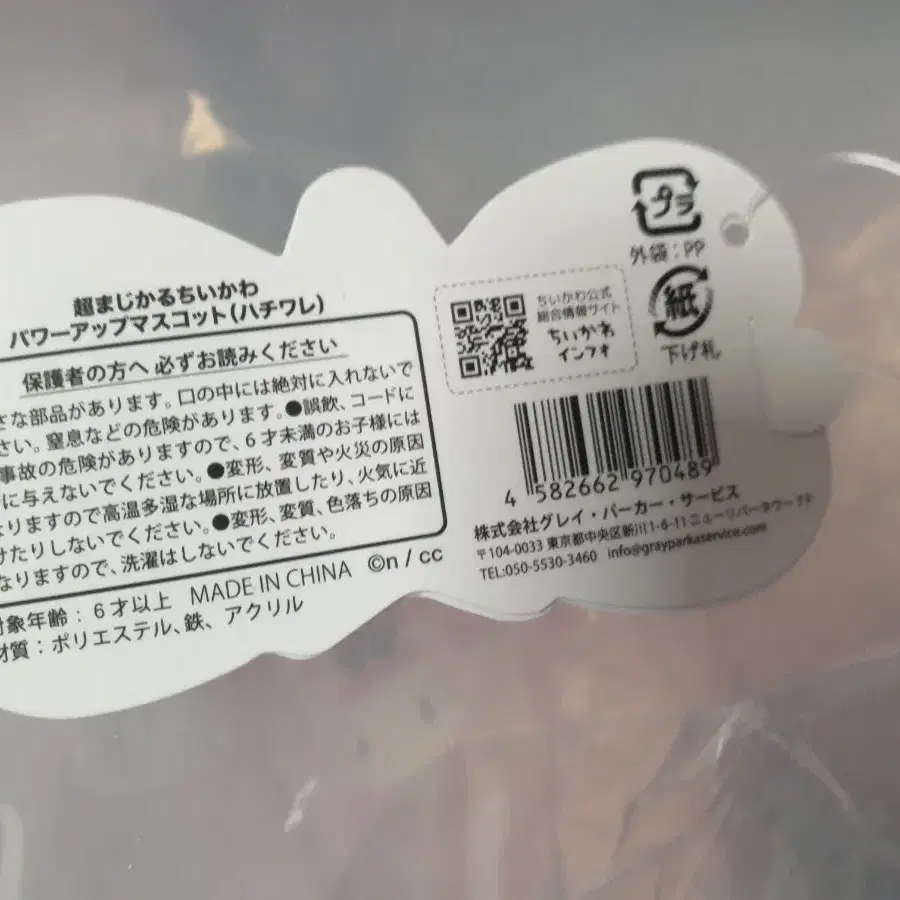 超まじかるちいかわ
パワーアップマスコット(ハチワレ)
保護者の方へ 必ずお読みください
さな部品があります。口の中には絶対に入れないで
さい。窒息などの危険があります。●誤飲、コードに
事故の危険がありますので、6才未満のお子様には
に与えないでください。●変形、変質や火災の原因
なりますので高温多湿な場所に放置したり、火気に近
けたりしないでください。●変形、変質、色落ちの原因
なりますので、洗濯はしないでください。
対象年齢：6才以上 MADE IN CHINA ©n / cc
材質：ポリエステル、鉄、アクリル
プラ
外袋：PP
紙
下げ札
ちいかわ公式
総合情報サイト
ちいかわ
インフォ
4 582662 970489
株式会社グレイ・パーカー・サービス
〒104-0033 東京都中央区新川1-6-11 ニューリバータワー 7F
TEL:050-5530-3460 info@grayparkaservice.com